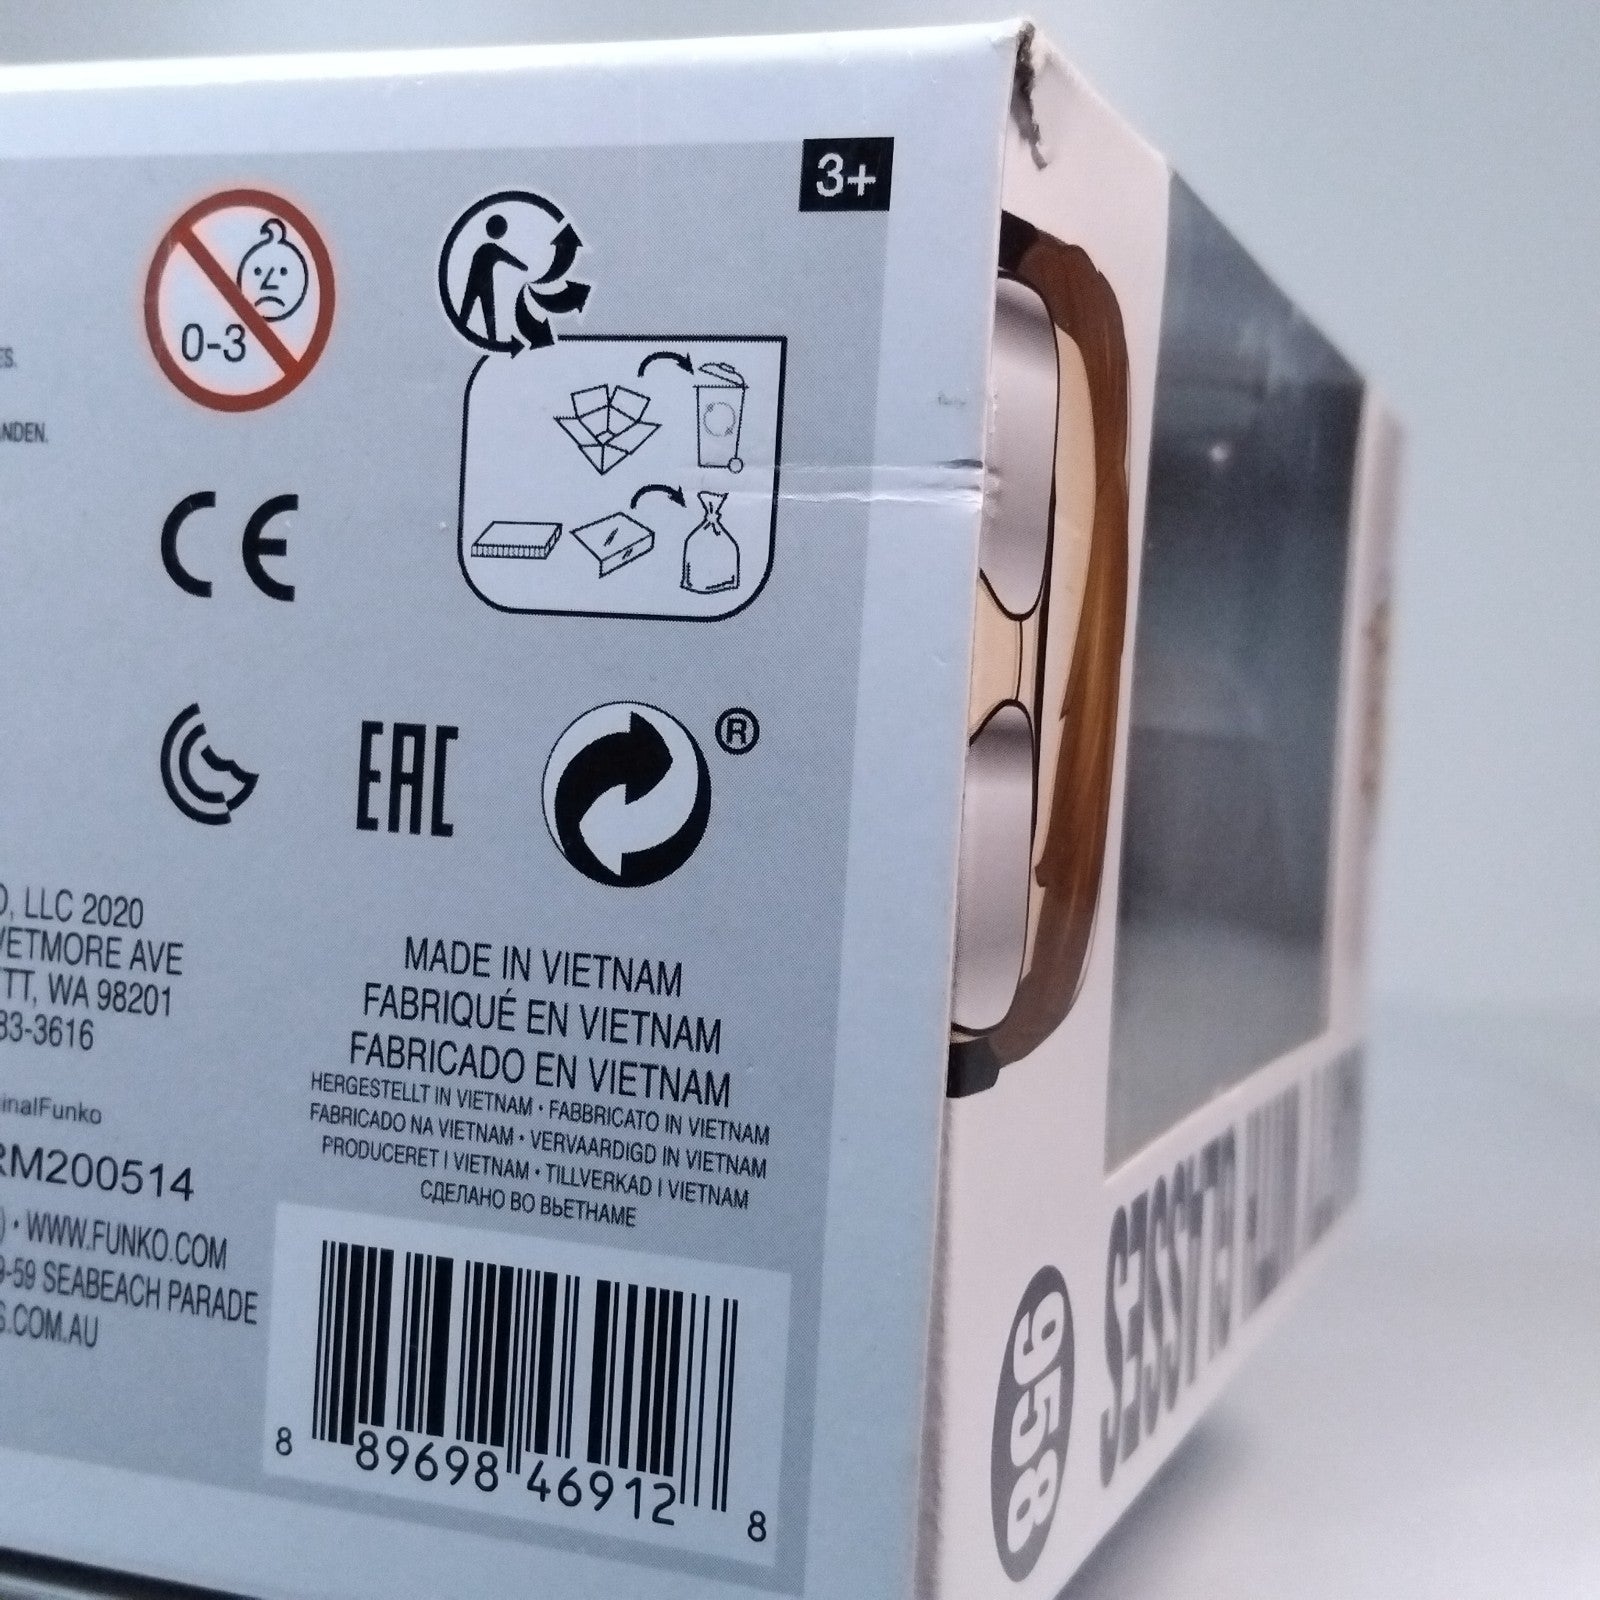 3+
ES.
0-3
ANDEN.
CE
EAC
®
O, LLC 2020
WETMORE AVE
TT, WA 98201
83-3616
inalFunko
RM200514
) • WWW.FUNKO.COM
9-59 SEABEACH PARADE
S.COM.AU
MADE IN VIETNAM
FABRIQUÉ EN VIETNAM
FABRICADO EN VIETNAM
HERGESTELLT IN VIETNAM • FABBRICATO IN VIETNAM
FABRICADO NA VIETNAM • VERVAARDIGD IN VIETNAM
PRODUCERET I VIETNAM • TILLVERKAD I VIETNAM
СДЕЛАНО ВО ВЬЕТНАМЕ
8 89698 46912 8
856